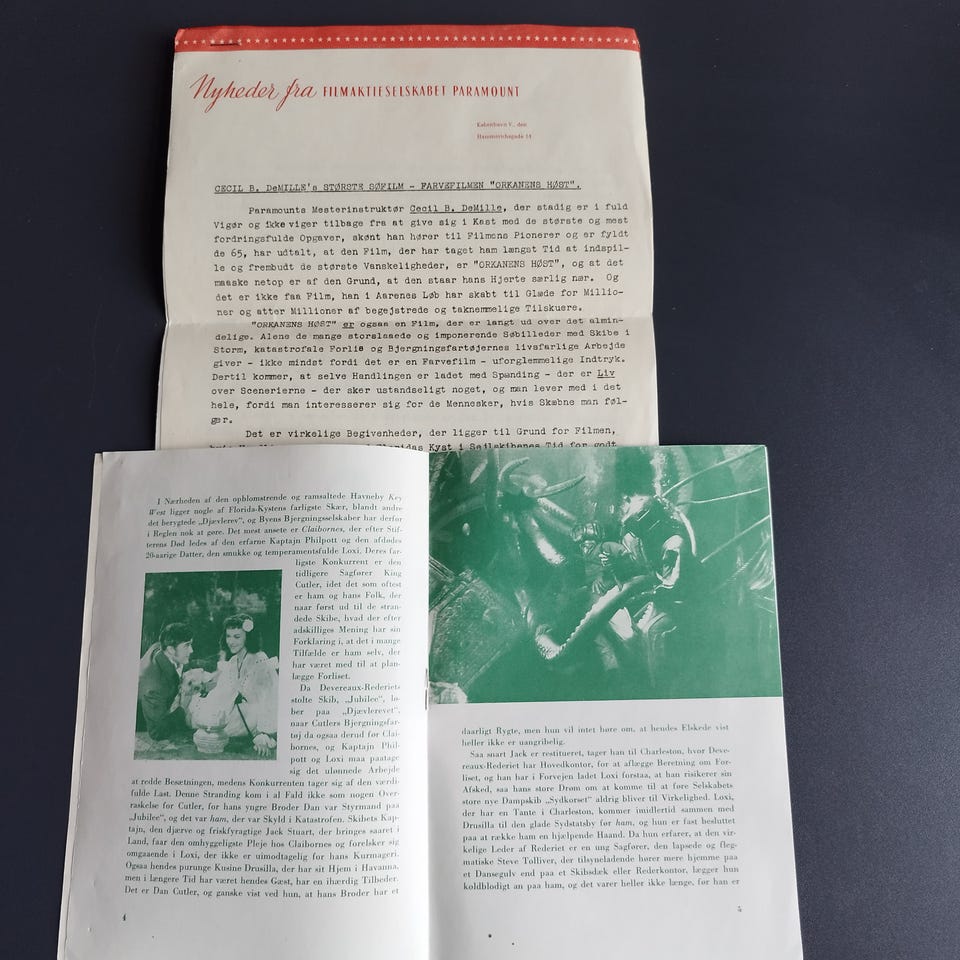 Nyheder fra FILMAKTIESELSKABET PARAMOUNT
København V., den
Hammerichsgade 14
CECIL B. DeMILLE's STØRSTE SØFILM - FARVEFILMEN "ORKANENS HØST".
Paramounts Mesterinstruktør Cecil B. DeMille, der stadig er i fuld
Vigør og ikke viger tilbage fra at give sig i Kast med de største og mest
fordringsfulde Opgaver, skønt han hører til Filmens Pionerer og er fyldt
de 65, har udtalt, at den Film, der har taget ham længst Tid at indspil-
le og frembudt de største Vanskeligheder, er "ORKANENS HØST", og at det
maaske netop er af den Grund, at den staar hans Hjerte særlig nær. Og
det er ikke faa Film, han i Aarenes Løb har skabt til Glæde for Millio-
ner og atter Millioner af begejstrede og taknemmelige Tilskuere.
"ORKANENS HØST" er ogsaa en Film, der er langt ud over det almin-
delige. Alene de mange storslaaede og imponerende Søbilleder med Skibe i
Storm, katastrofale Forlis og Bjergningsfartøjernes livsfarlige Arbejde
giver - ikke mindst fordi det er en Farvefilm - uforglemmelige Indtryk.
Dertil kommer, at selve Handlingen er ladet med Spænding - der er Liv
over Scenerierne - der sker ustandseligt noget, og man lever med i det
hele, fordi man interesserer sig for de Mennesker, hvis Skæbne man føl-
ger.
Det er virkelige Begivenheder, der ligger til Grund for Filmen,
Kyst i Sejlskibenes Tid for godt
I Nærheden af den opblomstrende og ramsaltede Havneby Key
West ligger nogle af Florida-Kystens farligste Skær, blandt andre
det berygtede „Djævlerev", og Byens Bjergningsselskaber har derfor
i Reglen nok at gøre. Det mest ansete er Claibornes, der efter Stif-
terens Død ledes af den erfarne Kaptajn Philpott og den afdødes
20-aarige Datter, den smukke og temperamentsfulde Loxi. Deres far-
ligste Konkurrent er den
tidligere Sagfører King
Cutler, idet det som oftest
er ham og hans Folk, der
naar først ud til de stran-
dede Skibe, hvad der efter
adskilliges Mening har sin
Forklaring i, at det i mange
Tilfælde er ham selv, der
har været med til at plan-
lægge Forliset.
Da Devereaux-Rederiets
stolte Skib, „Jubilee", lø-
ber paa „Djævlerevet",
naar Cutlers Bjergningsfar-
tøj da ogsaa derud før Clai-
bornes, og Kaptajn Phil-
pott og Loxi maa paatage
sig det ulønnede Arbejde
at redde Besætningen, medens Konkurrenten tager sig af den værdi-
fulde Last. Denne Stranding kom i al Fald ikke som nogen Over-
raskelse for Cutler, for hans yngre Broder Dan var Styrmand paa
„Jubilee", og det var ham, der var Skyld i Katastrofen. Skibets Kap-
tajn, den djærve og friskfyragtige Jack Stuart, der bringes saaret i
Land, faar den omhyggeligste Pleje hos Claibornes og forelsker sig
omgaaende i Loxi, der ikke er uimodtagelig for hans Kurmageri.
Ogsaa hendes purunge Kusine Drusilla, der har sit Hjem i Havanna,
men i længere Tid har været hendes Gæst, har en ihærdig Tilbeder.
Det er Dan Cutler, og ganske vist ved hun, at hans Broder har et
4
daarligt Rygte, men hun vil intet høre om, at hendes Elskede vist
heller ikke er uangribelig.
Saa snart Jack er restitueret, tager han til Charleston, hvor Deve-
reaux-Rederiet har Hovedkontor, for at aflægge Beretning om For-
liset, og han har i Forvejen ladet Loxi forstaa, at han risikerer sin
Afsked, saa hans store Drøm om at komme til at føre Selskabets
store nye Dampskib „Sydkorset" aldrig bliver til Virkelighed. Loxi,
der har en Tante i Charleston, kommer imidlertid sammen med
Drusilla til den glade Sydstatsby før ham, og hun er fast besluttet
paa at række ham en hjælpende Haand. Da hun erfarer, at den vir-
kelige Leder af Rederiet er en ung Sagfører, den lapsede og fleg-
matiske Steve Tolliver, der tilsyneladende hører mere hjemme paa
et Dansegulv end paa et Skibsdæk eller Rederkontor, lægger hun
koldblodigt an paa ham, og det varer heller ikke længe, før han er
5